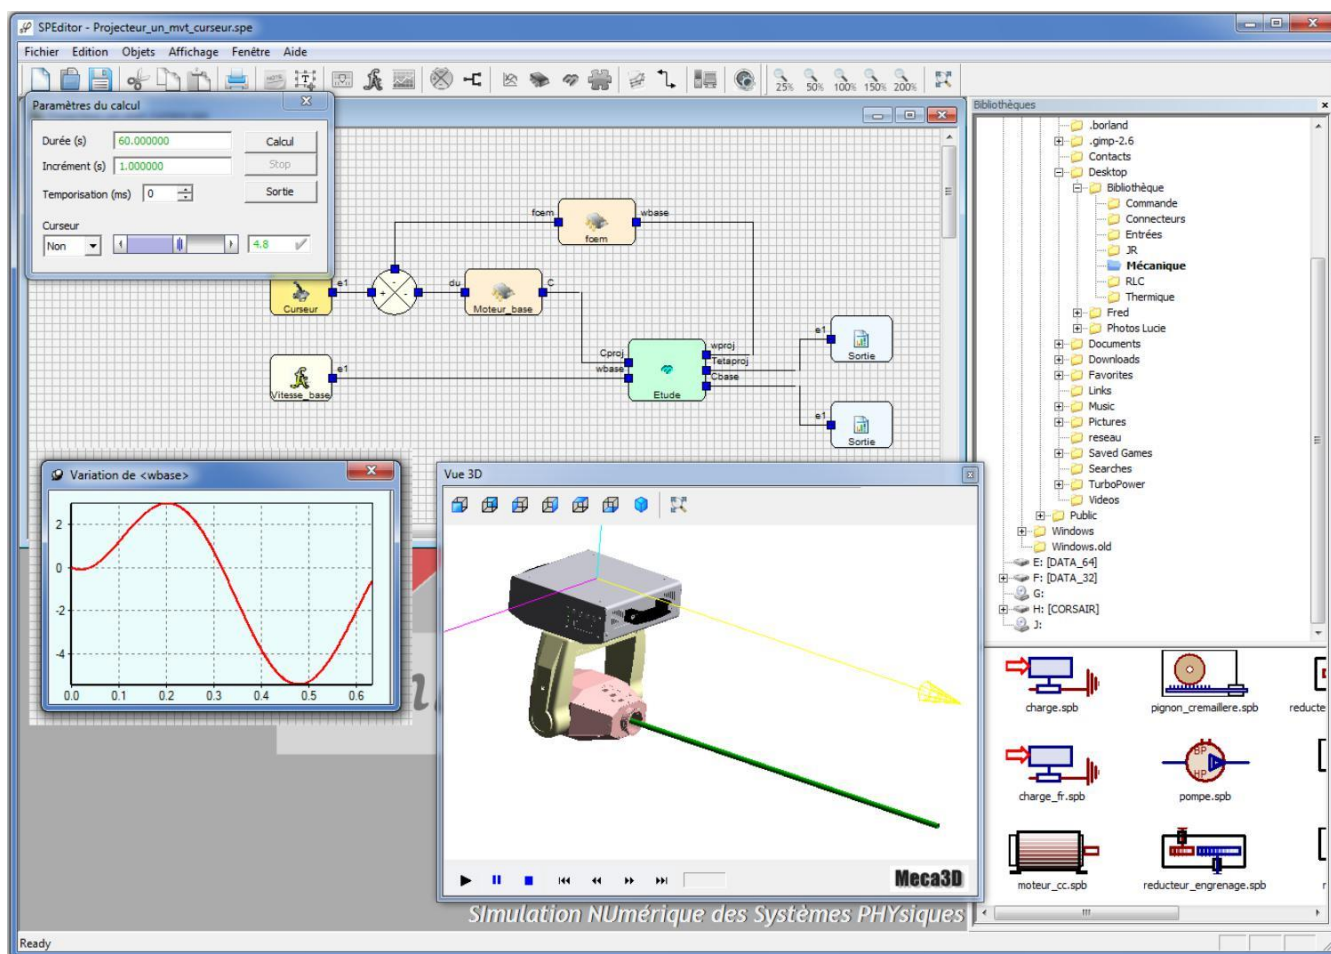 SPEditor - Projecteur_un_mvt_curseur.spe
Fichier Edition Objets Affichage Fenêtre Aide
25% 50% 100% 150% 200%
Paramètres du calcul
Durée (s) 60.000000 Calcul
Incrément (s) 1.000000 Stop
Temporisation (ms) 0 Sortie
Curseur
Non 4.8
foem wbase
foem
e1 du C
Curseur Moteur_base
+ - -
e1
Vitesse_base
Cproj wproj
wbase Tetaproj
Cbase
Etude
e1
Sortie
e1
Sortie
Variation de <wbase>
2
0
-2
-4
0.0 0.1 0.2 0.3 0.4 0.5 0.6
Vue 3D
Meca3D
SImulation NUmérique des Systèmes PHYsiques
Bibliothèques
.borland
.gimp-2.6
Contacts
Desktop
Bibliothèque
Commande
Connecteurs
Entrées
JR
Mécanique
RLC
Thermique
Fred
Photos Lucie
Documents
Downloads
Favorites
Links
Music
Pictures
reseau
Saved Games
Searches
TurboPower
Videos
Public
Windows
Windows.old
E: [DATA_64]
F: [DATA_32]
G:
H: [CORSAIR]
J:
charge.spb pignon_cremaillere.spb reducte
BP
HP
charge_fr.spb pompe.spb
moteur_cc.spb reducteur_engrenage.spb
Ready